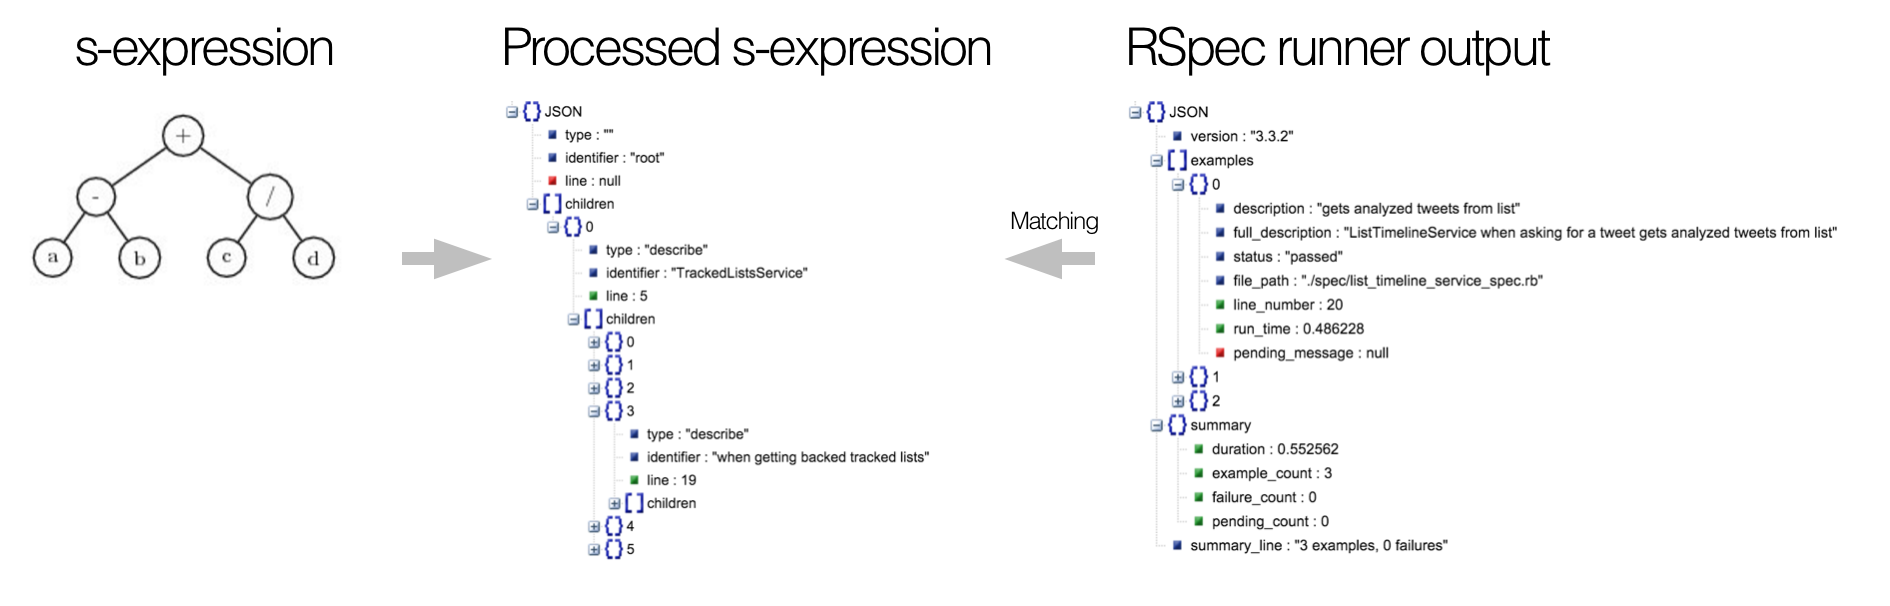 s-expression
+
- /
a b c d
Processed s-expression
JSON
type : ""
identifier : "root"
line : null
children
0
type : "describe"
identifier : "TrackedListsService"
line : 5
children
0
1
2
3
type : "describe"
identifier : "when getting backed tracked lists"
line : 19
children
4
5
Matching
RSpec runner output
JSON
version : "3.3.2"
examples
0
description : "gets analyzed tweets from list"
full_description : "ListTimelineService when asking for a tweet gets analyzed tweets from list"
status : "passed"
file_path : "./spec/list_timeline_service_spec.rb"
line_number : 20
run_time : 0.486228
pending_message : null
1
2
summary
duration : 0.552562
example_count : 3
failure_count : 0
pending_count : 0
summary_line : "3 examples, 0 failures"